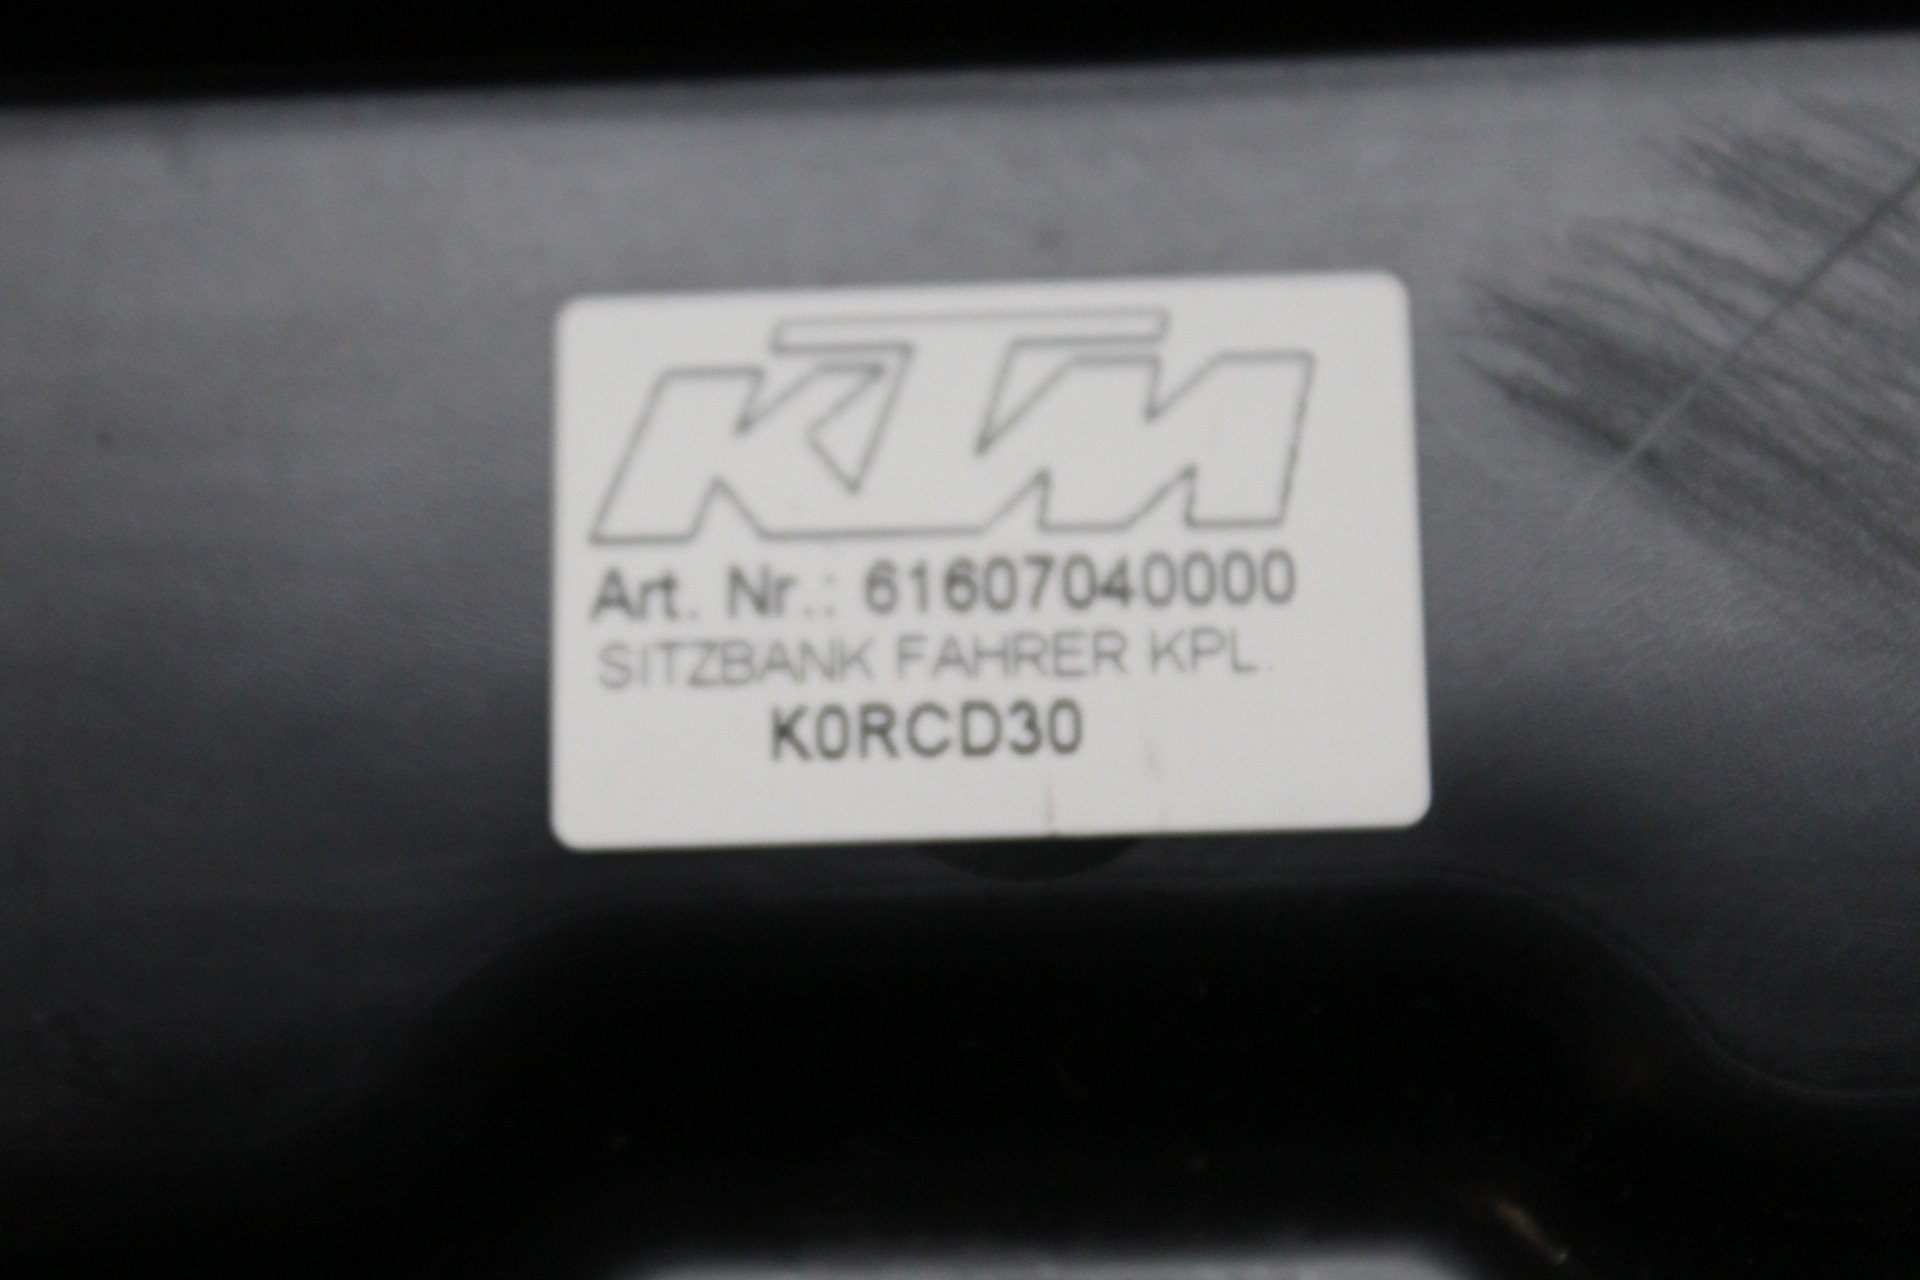 KTM
Art. Nr.: 61607040000
SITZBANK FAHRER KPL.
K0RCD30